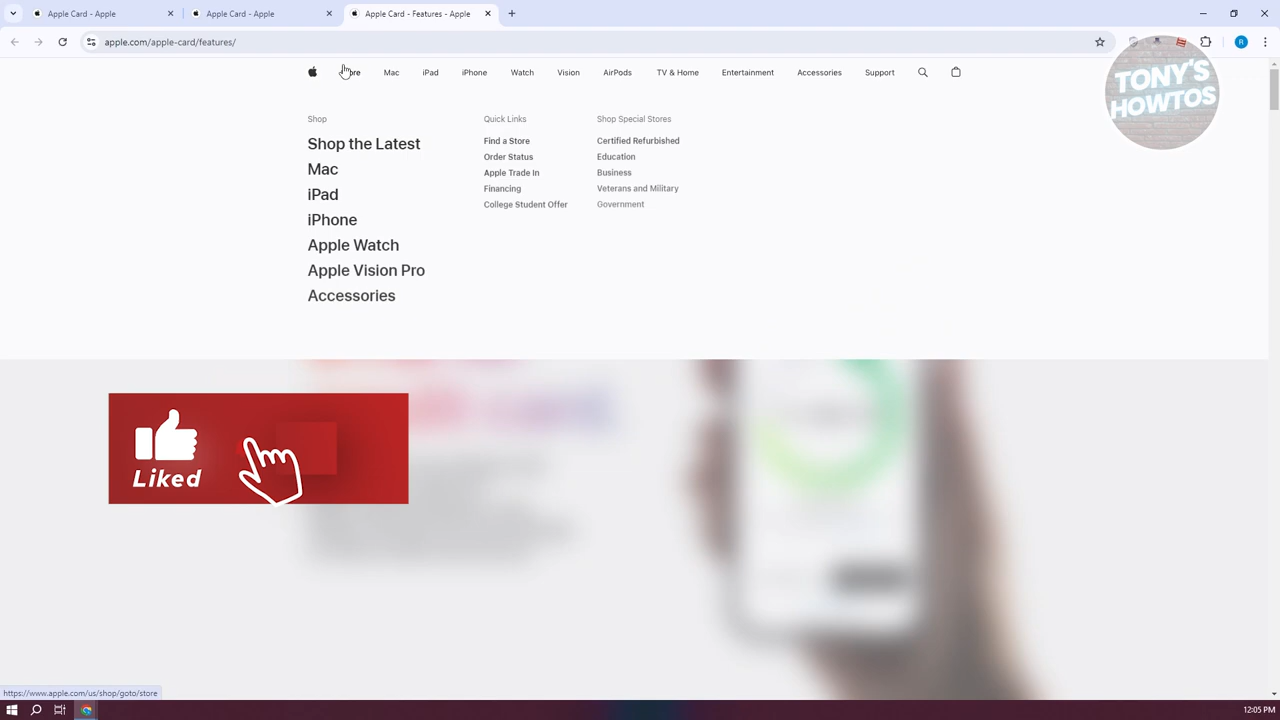 Apple Card - Apple
Apple Card - Features - Apple
apple.com/apple-card/features/
R
Mac
iPad
iPhone
Watch
Vision
AirPods
TV & Home
Entertainment
Accessories
Support
TONY'S
HOWTOS
Shop
Shop the Latest
Mac
iPad
iPhone
Apple Watch
Apple Vision Pro
Accessories
Quick Links
Find a Store
Order Status
Apple Trade In
Financing
College Student Offer
Shop Special Stores
Certified Refurbished
Education
Business
Veterans and Military
Government
Liked
https://www.apple.com/us/shop/goto/store
12:05 PM